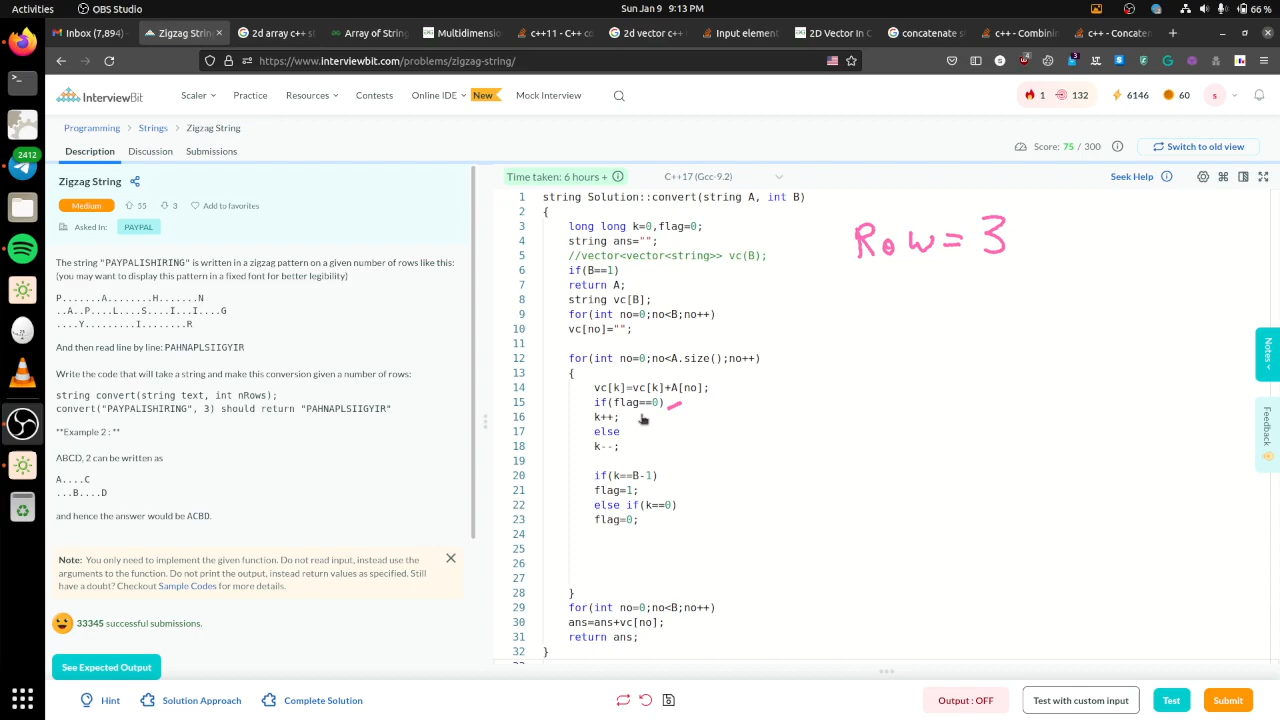 Activities
OBS Studio
Sun Jan 9 9:13 PM
66 %
Inbox (7,894)
Zigzag Strin
2d array c++ st
Array of String
Multidimensio
c++11 - C++ co
2d vector c++
Input element
2D Vector In C
concatenate s
c++ - Combinin
c++ - Concaten
https://www.interviewbit.com/problems/zigzag-string/
InterviewBit
Scaler
Practice
Resources
Contests
Online IDE
New
Mock Interview
1
132
6146
60
s
Programming
Strings
Zigzag String
Description
Discussion
Submissions
Score: 75 / 300
Switch to old view
2412
Zigzag String
Medium
55
3
Add to favorites
Asked In:
PAYPAL
The string "PAYPALISHIRING" is written in a zigzag pattern on a given number of rows like this:
(you may want to display this pattern in a fixed font for better legibility)
P.......A.......H.......N
..A..P....L..S....I...I....G
....Y.........I........R
And then read line by line: PAHNAPLSIIGYIR
Write the code that will take a string and make this conversion given a number of rows:
string convert(string text, int nRows);
convert("PAYPALISHIRING", 3) should return "PAHNAPLSIIGYIR"
**Example 2 : **
ABCD, 2 can be written as
A....C
...B....D
and hence the answer would be ACBD.
Note: You only need to implement the given function. Do not read input, instead use the
arguments to the function. Do not print the output, instead return values as specified. Still
have a doubt? Checkout Sample Codes for more details.
33345 successful submissions.
See Expected Output
Time taken: 6 hours +
C++17 (Gcc-9.2)
Seek Help
1 string Solution::convert(string A, int B)
2 {
3 long long k=0,flag=0;
4 string ans="";
5 //vector<vector<string>> vc(B);
6 if(B==1)
7 return A;
8 string vc[B];
9 for(int no=0;no<B;no++)
10 vc[no]="";
11
12 for(int no=0;no<A.size();no++)
13 {
14 vc[k]=vc[k]+A[no];
15 if(flag==0)
16 k++;
17 else
18 k--;
19
20 if(k==B-1)
21 flag=1;
22 else if(k==0)
23 flag=0;
24
25
26
27
28 }
29 for(int no=0;no<B;no++)
30 ans=ans+vc[no];
31 return ans;
32 }
Row = 3
Notes
Feedback
Hint
Solution Approach
Complete Solution
Output : OFF
Test with custom input
Test
Submit